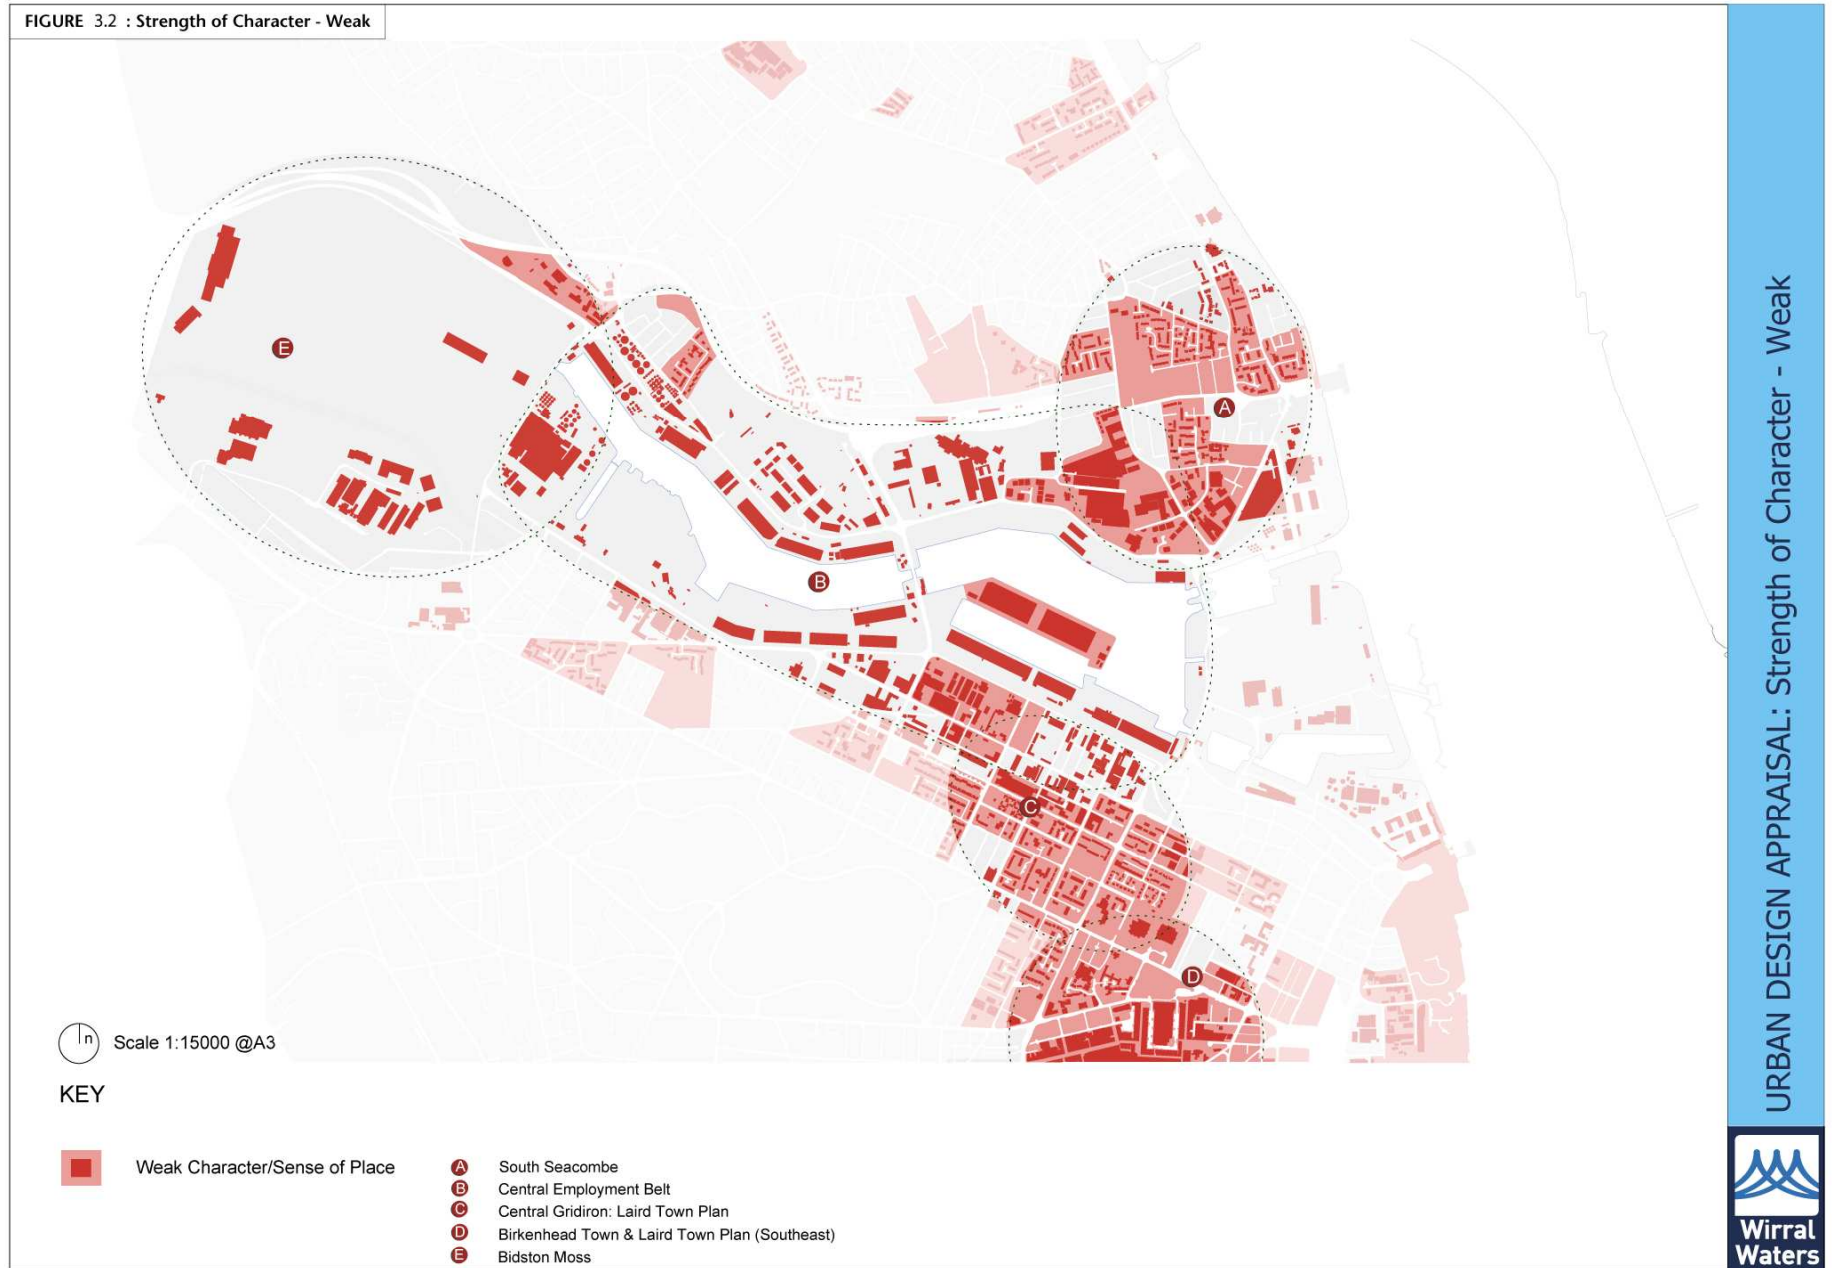 FIGURE 3.2 : Strength of Character - Weak
E
A
B
C
D
n
Scale 1:15000 @A3
KEY
Weak Character/Sense of Place
A South Seacombe
B Central Employment Belt
C Central Gridiron: Laird Town Plan
D Birkenhead Town & Laird Town Plan (Southeast)
E Bidston Moss
URBAN DESIGN APPRAISAL: Strength of Character - Weak
Wirral
Waters